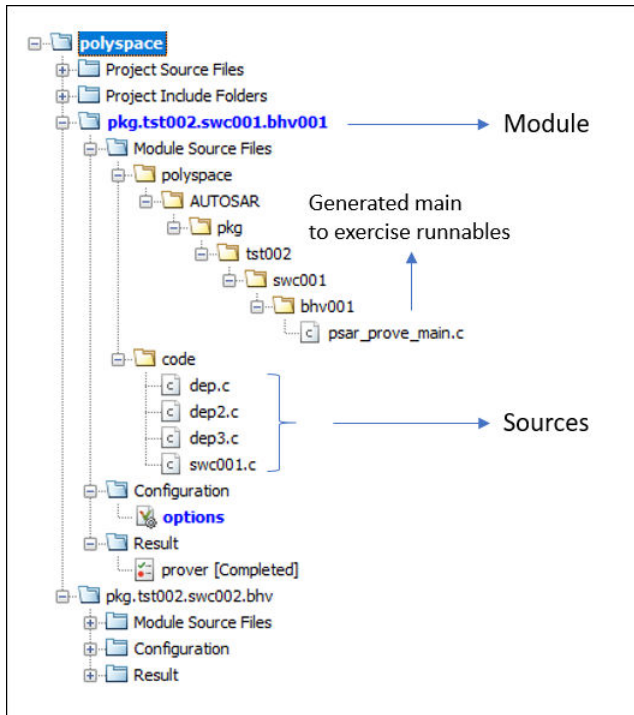 polyspace
Project Source Files
Project Include Folders
pkg.tst002.swc001.bhv001
Module
Module Source Files
polyspace
AUTOSAR
Generated main
to exercise runnables
pkg
tst002
swc001
bhv001
c psar_prove_main.c
code
c dep.c
c dep2.c
c dep3.c
Sources
c swc001.c
Configuration
options
Result
prover [Completed]
pkg.tst002.swc002.bhv
Module Source Files
Configuration
Result